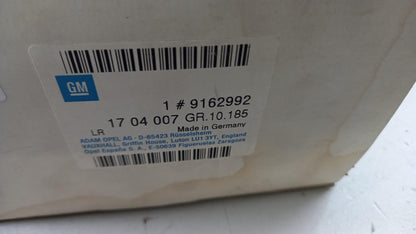 GM
1 # 9162992
17 04 007 GR.10.185
LR Made in Germany
ADAM OPEL AG - D-65423 Rüsselsheim
VAUXHALL, Griffin House, Luton LU1 3YT, England
Opel España S. A., E-50639 Figueruelas Zaragoza